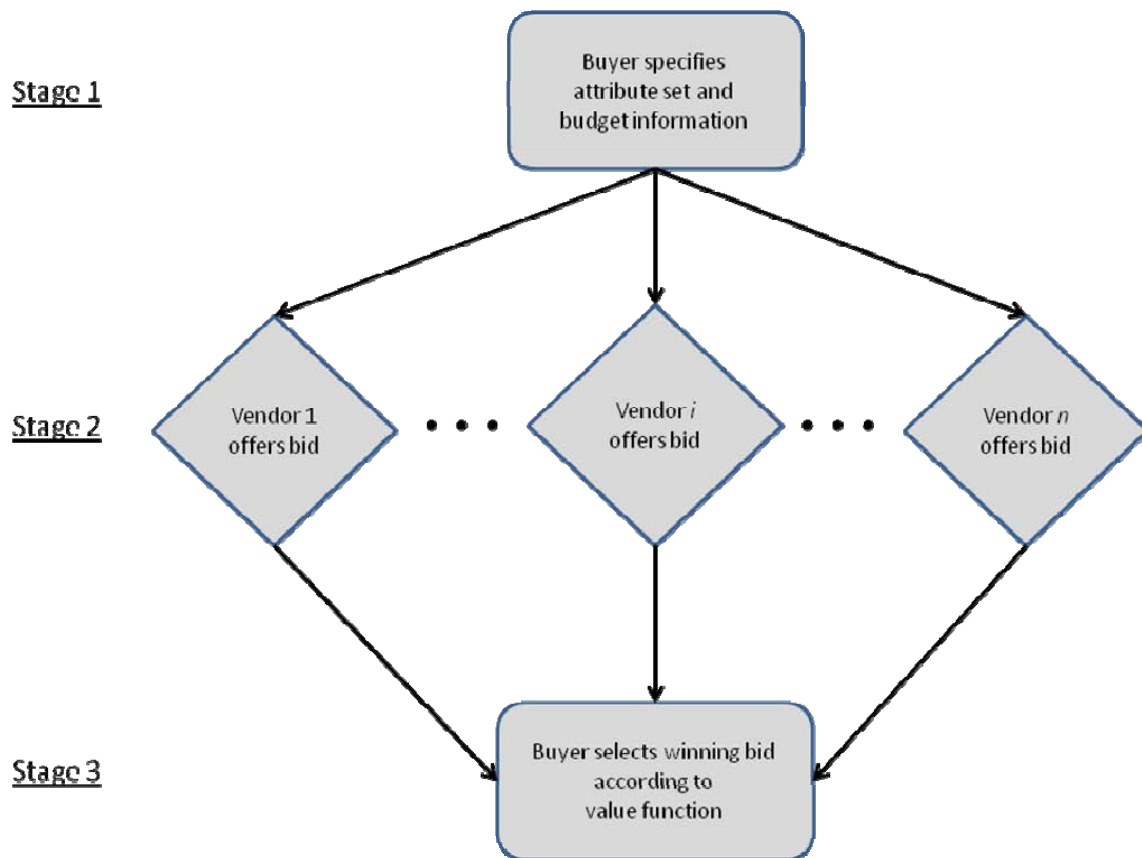 Stage 1
Buyer specifies
attribute set and
budget information
Stage 2
Vendor 1
offers bid
Vendor i
offers bid
Vendor n
offers bid
Stage 3
Buyer selects winning bid
according to
value function